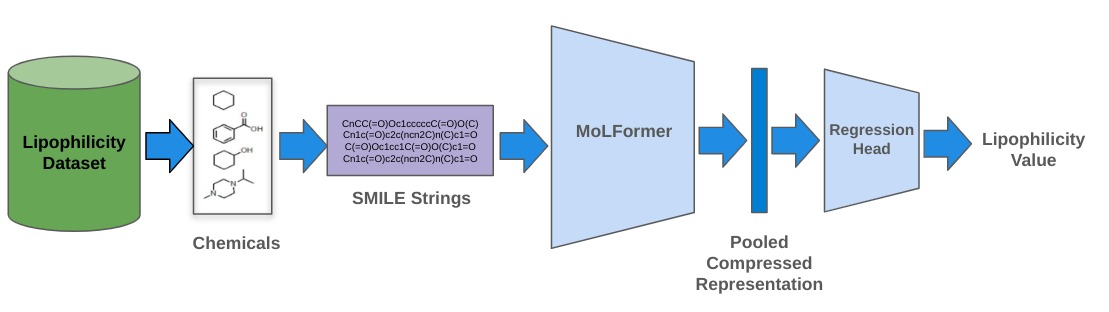 Lipophilicity
Dataset
O
OH
OH
N
N
Chemicals
CnCC(=O)Oc1cccccC(=O)O(C)
Cn1c(=O)c2c(ncn2C)n(C)c1=O
C(=O)Oc1cc1C(=O)O(C)c1=O
Cn1c(=O)c2c(ncn2C)n(C)c1=O
SMILE Strings
MoLFormer
Pooled
Compressed
Representation
Regression
Head
Lipophilicity
Value